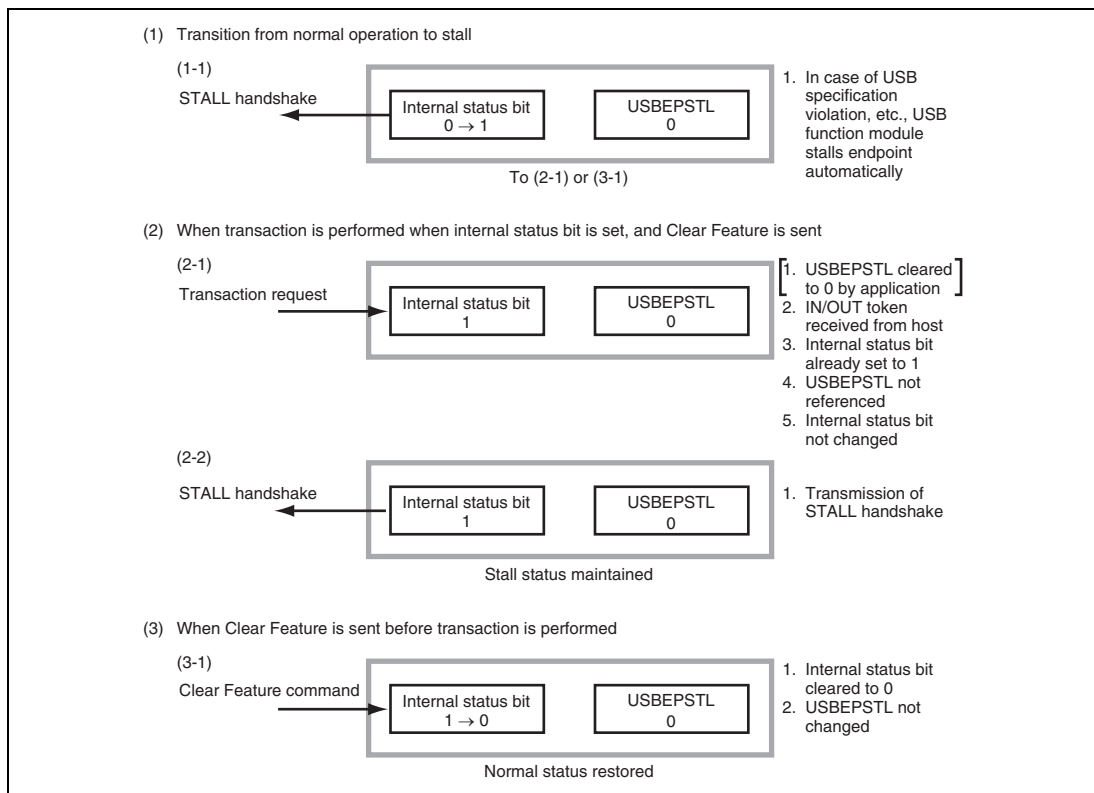 (1) Transition from normal operation to stall
(1-1)
STALL handshake
Internal status bit
0 → 1
USBEPSTL
0
1. In case of USB
specification
violation, etc., USB
function module
stalls endpoint
automatically
To (2-1) or (3-1)
(2) When transaction is performed when internal status bit is set, and Clear Feature is sent
(2-1)
Transaction request
Internal status bit
1
USBEPSTL
0
1. USBEPSTL cleared
to 0 by application
2. IN/OUT token
received from host
3. Internal status bit
already set to 1
4. USBEPSTL not
referenced
5. Internal status bit
not changed
(2-2)
STALL handshake
Internal status bit
1
USBEPSTL
0
1. Transmission of
STALL handshake
Stall status maintained
(3) When Clear Feature is sent before transaction is performed
(3-1)
Clear Feature command
Internal status bit
1 → 0
USBEPSTL
0
1. Internal status bit
cleared to 0
2. USBEPSTL not
changed
Normal status restored